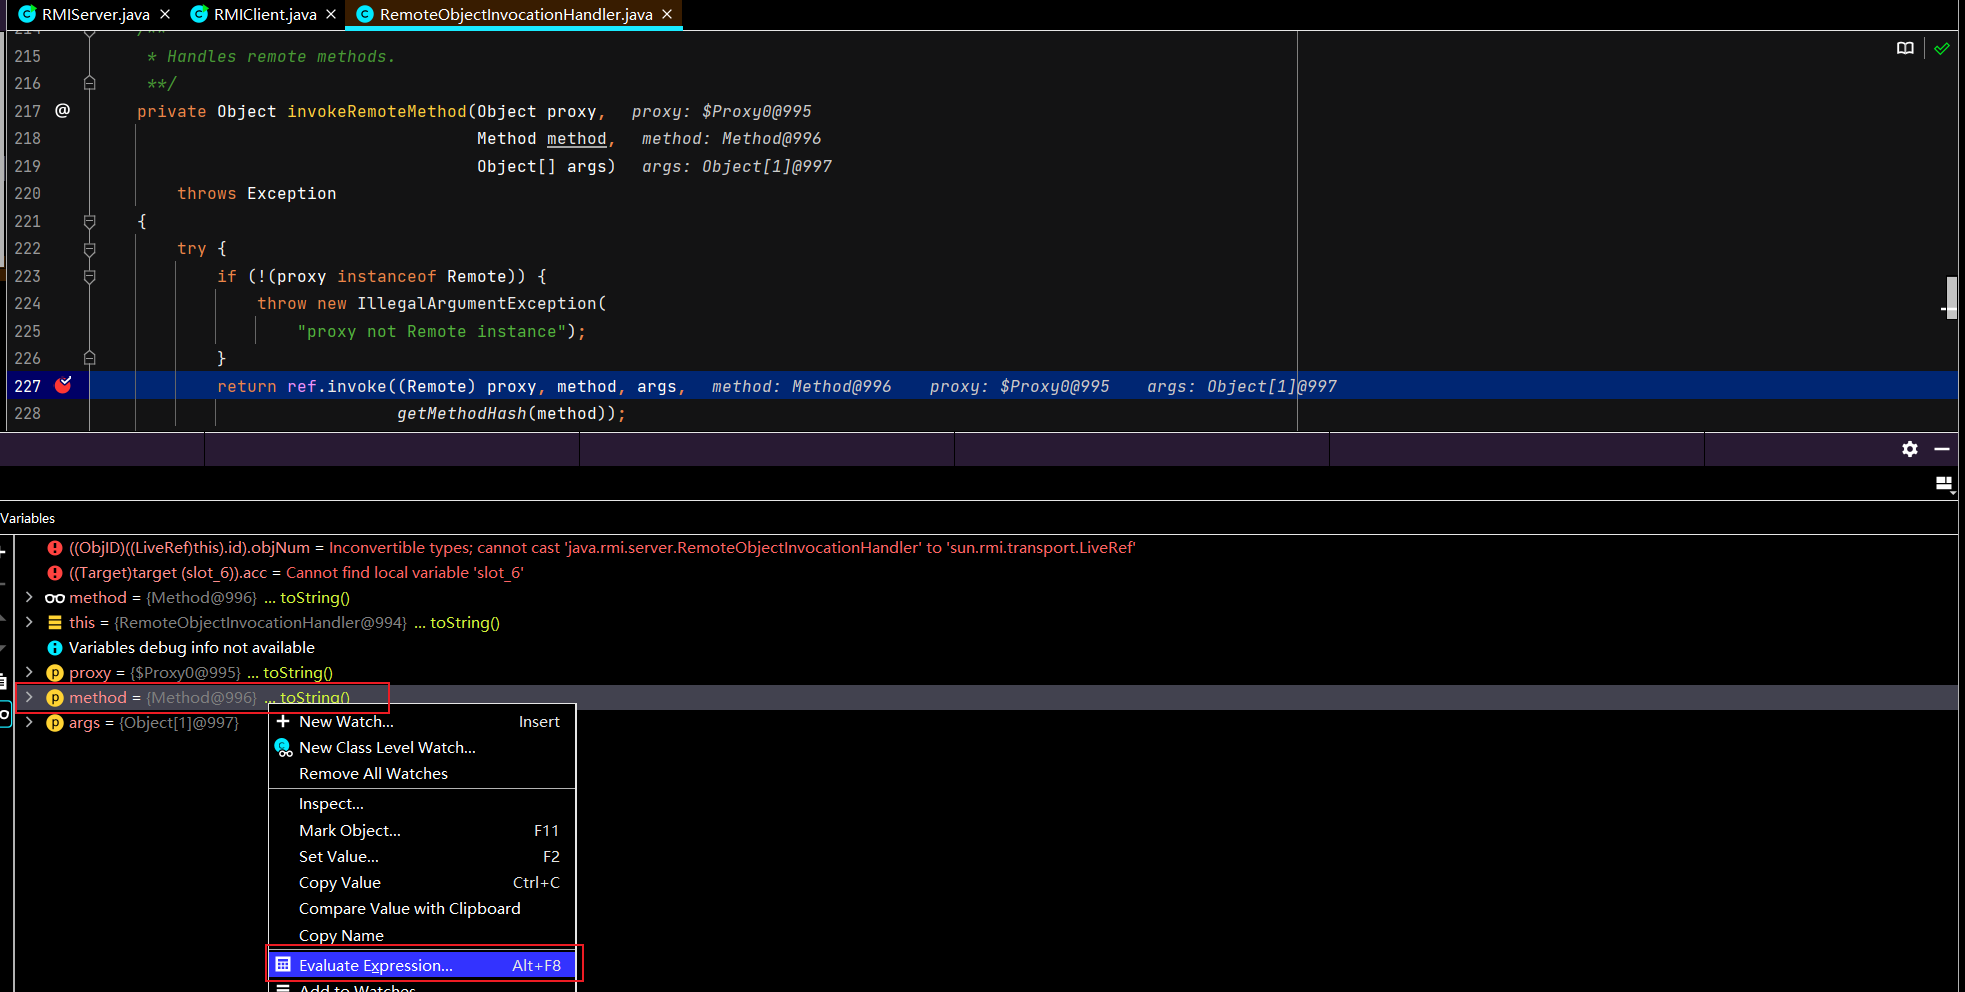 RMIServer.java × RMIClient.java × RemoteObjectInvocationHandler.java ×
214 /**
215 * Handles remote methods.
216 **/
217 @ private Object invokeRemoteMethod(Object proxy, proxy: $Proxy0@995
218 Method method, method: Method@996
219 Object[] args) args: Object[1]@997
220 throws Exception
221 {
222 try {
223 if (!(proxy instanceof Remote)) {
224 throw new IllegalArgumentException(
225 "proxy not Remote instance");
226 }
227 return ref.invoke((Remote) proxy, method, args, method: Method@996 proxy: $Proxy0@995 args: Object[1]@997
228 getMethodHash(method));
Variables
((ObjID)((LiveRef)this).id).objNum = Inconvertible types; cannot cast 'java.rmi.server.RemoteObjectInvocationHandler' to 'sun.rmi.transport.LiveRef'
((Target)target (slot_6)).acc = Cannot find local variable 'slot_6'
method = {Method@996} ... toString()
this = {RemoteObjectInvocationHandler@994} ... toString()
Variables debug info not available
proxy = {$Proxy0@995} ... toString()
method = {Method@996} ... toString()
args = {Object[1]@997}
New Watch... Insert
New Class Level Watch...
Remove All Watches
Inspect...
Mark Object... F11
Set Value... F2
Copy Value Ctrl+C
Compare Value with Clipboard
Copy Name
Evaluate Expression... Alt+F8
Add to Watches